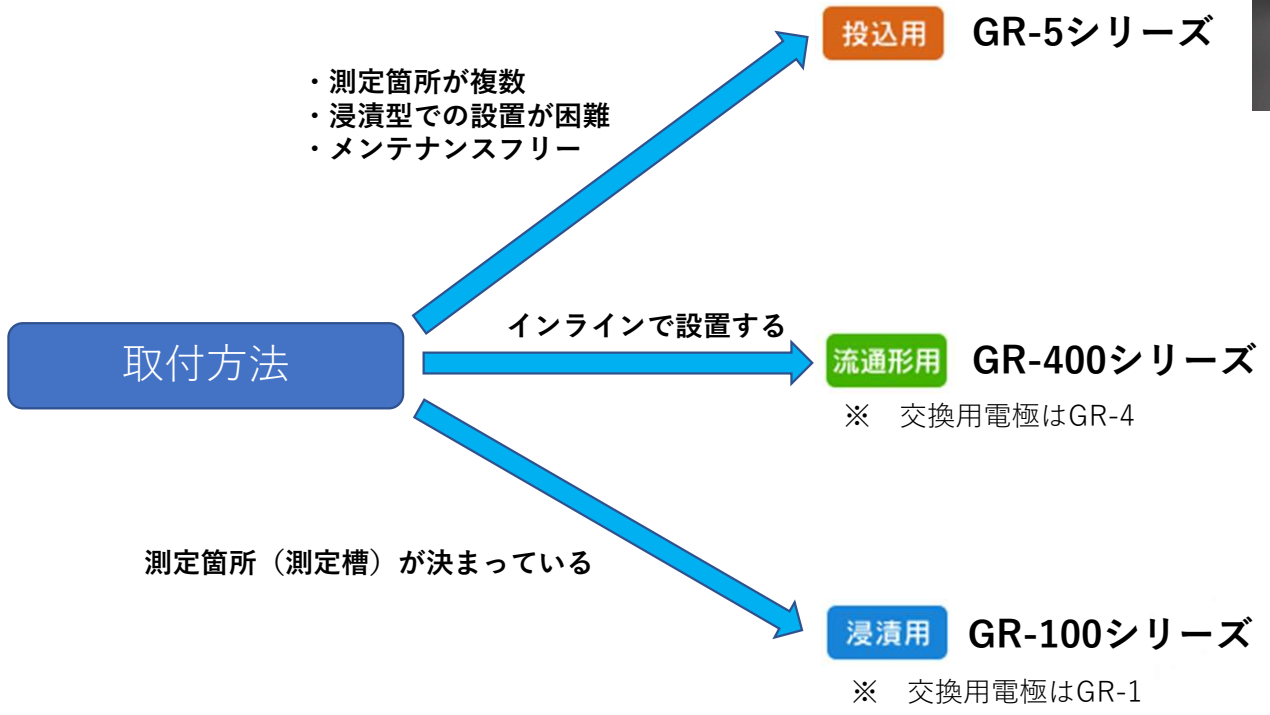 投込用 GR-5シリーズ
・測定箇所が複数
・浸漬型での設置が困難
・メンテナンスフリー
取付方法
インラインで設置する
流通形用 GR-400シリーズ
※ 交換用電極はGR-4
測定箇所（測定槽）が決まっている
浸漬用 GR-100シリーズ
※ 交換用電極はGR-1